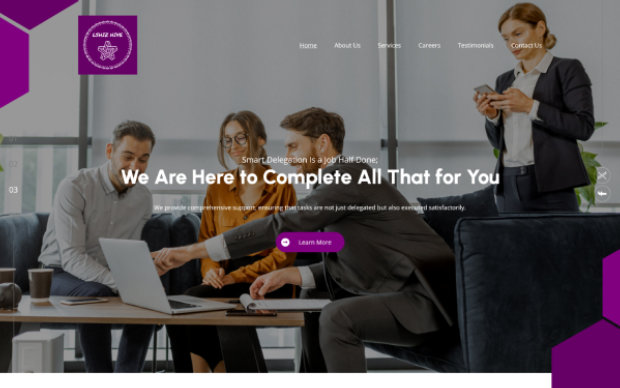 Home About Us Services Careers Testimonials Contact Us
01
02
03
Smart Delegation Is a Job Half Done;
We Are Here to Complete All That for You
We provide comprehensive support, ensuring that tasks are not just delegated but also executed satisfactorily.
Learn More